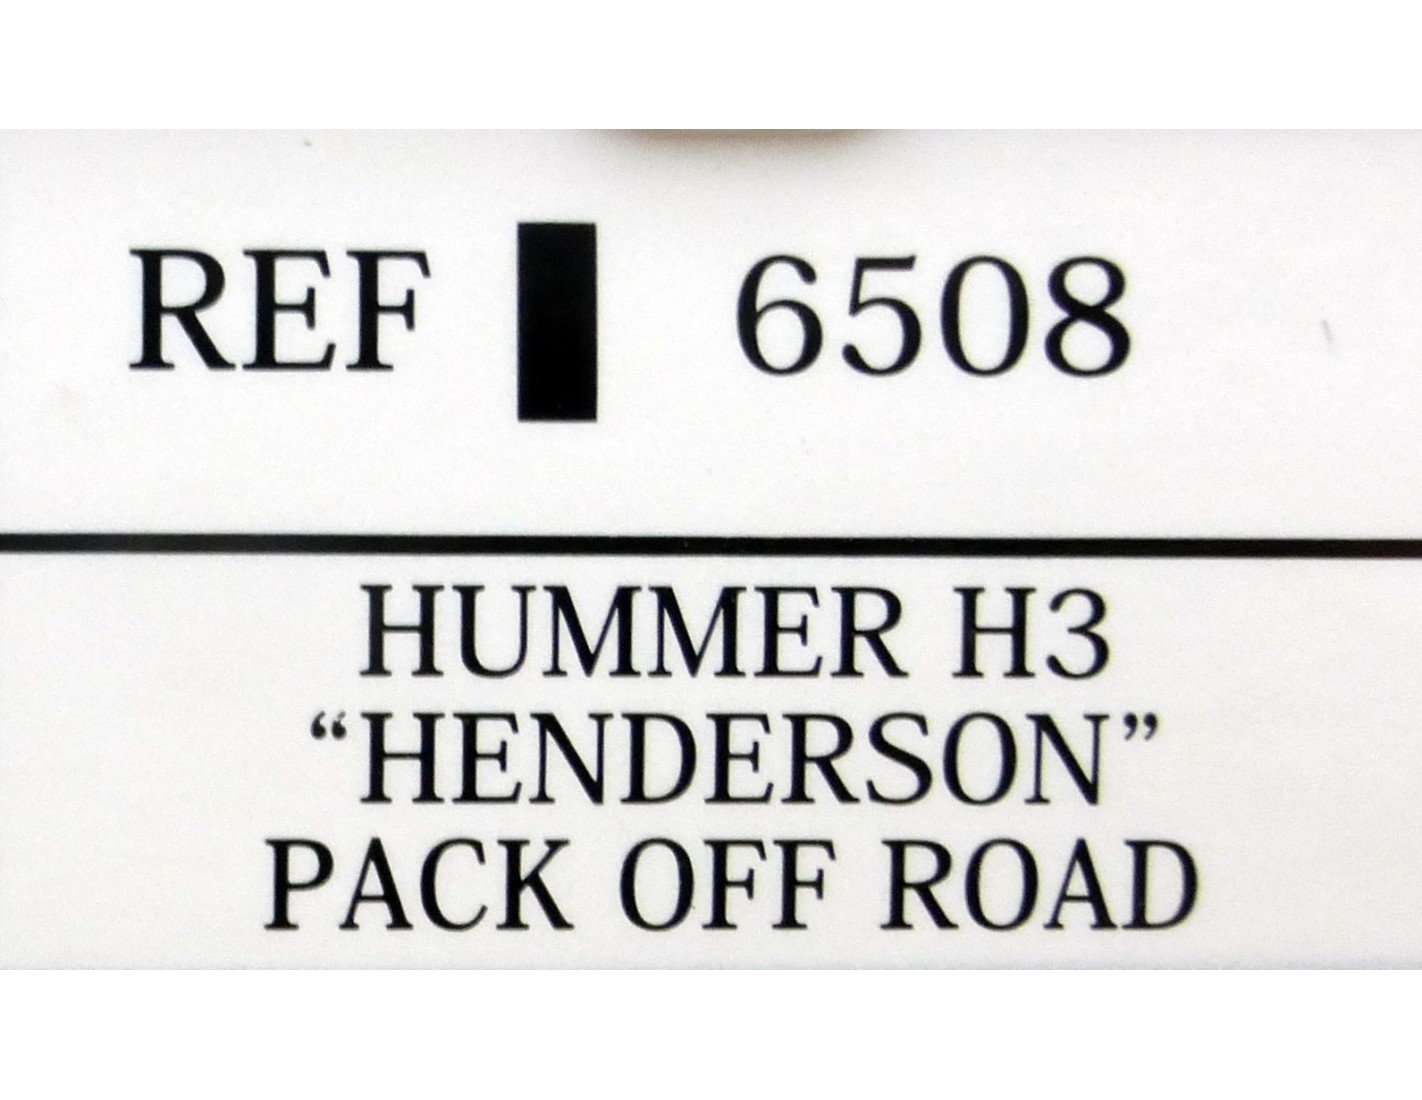 REF 6508
HUMMER H3
“HENDERSON”
PACK OFF ROAD